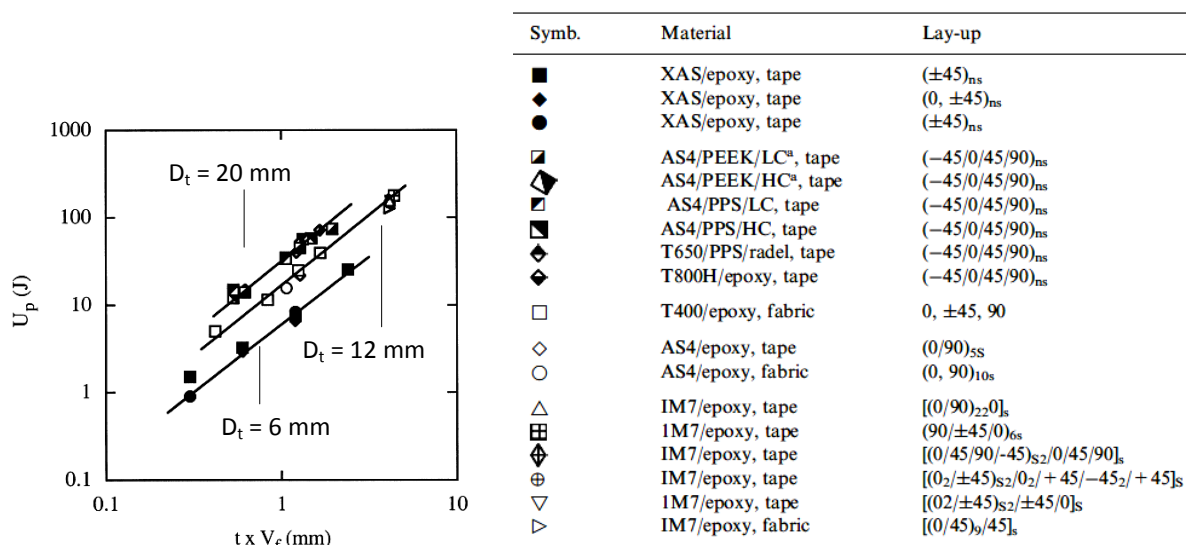 1000
100
10
1
0.1
0.1
1
10
U_p (J)
t x V_f (mm)
D_t = 20 mm
D_t = 12 mm
D_t = 6 mm
Symb. Material Lay-up
■ XAS/epoxy, tape (±45)ns
◆ XAS/epoxy, tape (0, ±45)ns
● XAS/epoxy, tape (±45)ns
AS4/PEEK/LCᵃ, tape (−45/0/45/90)ns
AS4/PEEK/HCᵃ, tape (−45/0/45/90)ns
AS4/PPS/LC, tape (−45/0/45/90)ns
AS4/PPS/HC, tape (−45/0/45/90)ns
T650/PPS/radel, tape (−45/0/45/90)ns
T800H/epoxy, tape (−45/0/45/90)ns
□ T400/epoxy, fabric 0, ±45, 90
◇ AS4/epoxy, tape (0/90)5S
○ AS4/epoxy, fabric (0, 90)10s
△ IM7/epoxy, tape [(0/90)220]s
⊞ 1M7/epoxy, tape (90/±45/0)6s
IM7/epoxy, tape [(0/45/90/-45)S2/0/45/90]s
⊕ IM7/epoxy, tape [(02/±45)S2/02/+45/−452/+45]S
▽ 1M7/epoxy, tape [(02/±45)S2/±45/0]S
▷ IM7/epoxy, fabric [(0/45)9/45]s